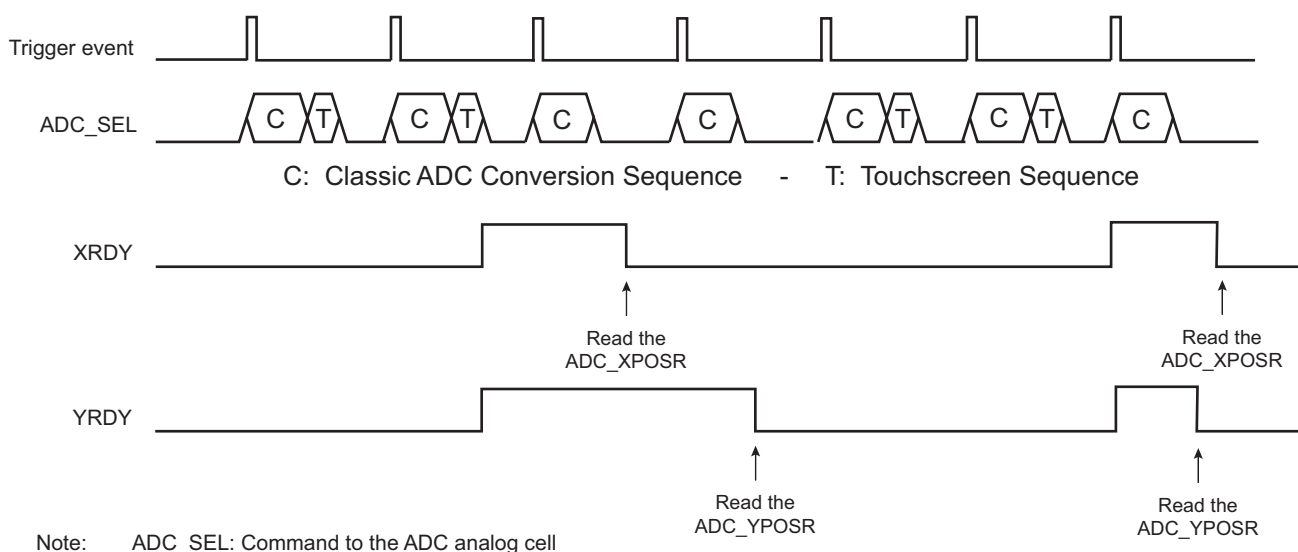 Trigger event
ADC_SEL
C T C T C C C T C T C
C: Classic ADC Conversion Sequence - T: Touchscreen Sequence
XRDY
Read the
ADC_XPOSR
Read the
ADC_XPOSR
YRDY
Read the
ADC_YPOSR
Read the
ADC_YPOSR
Note: ADC_SEL: Command to the ADC analog cell